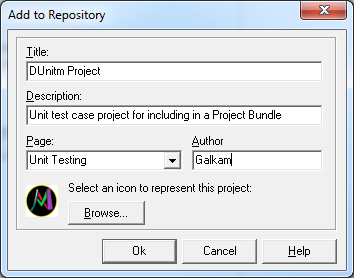 Add to Repository
Title:
DUnitm Project
Description:
Unit test case project for including in a Project Bundle
Page: Author
Unit Testing Galkam
Select an icon to represent this project:
Browse...
Ok Cancel Help